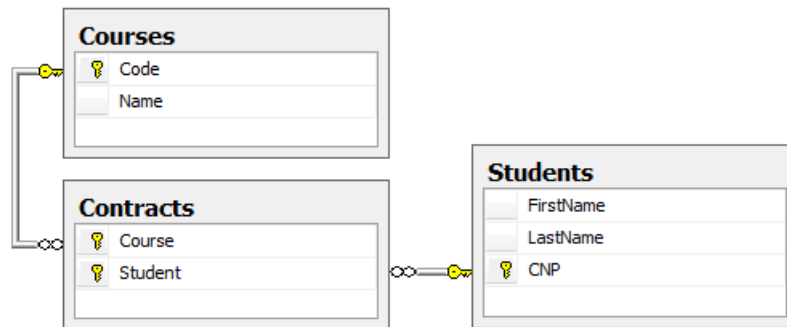 Courses
Code
Name
Contracts
Course
Student
Students
FirstName
LastName
CNP